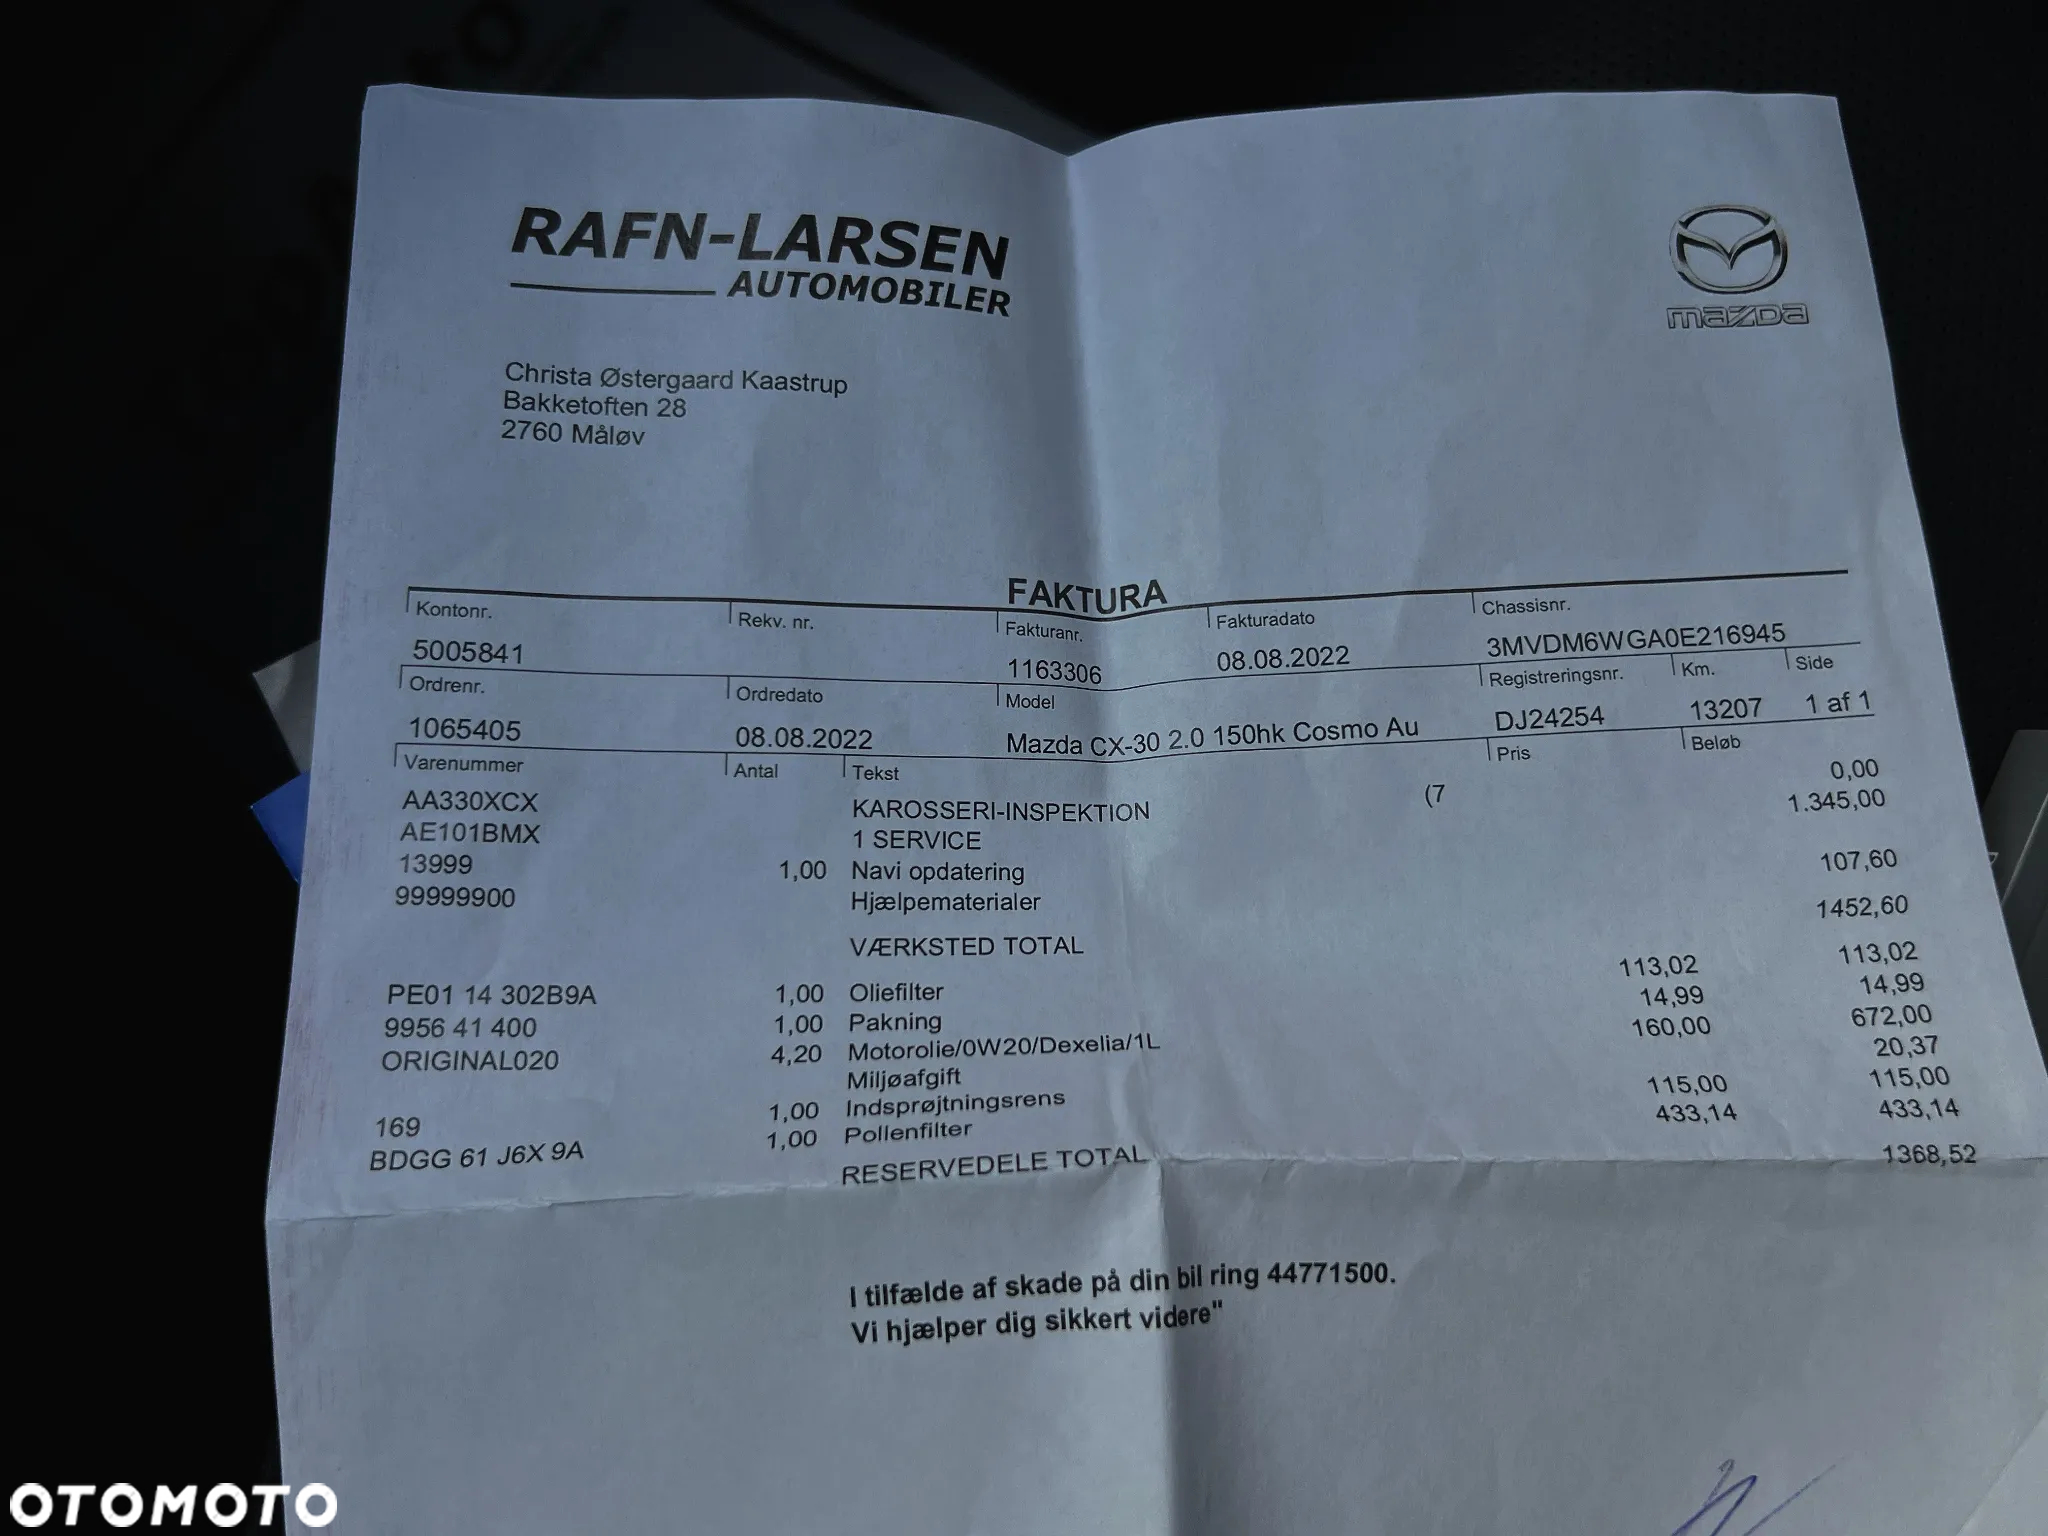 RAFN-LARSEN
AUTOMOBILER
mazda
Christa Østergaard Kaastrup
Bakketoften 28
2760 Måløv
FAKTURA
Kontonr. Rekv. nr. Fakturanr. Fakturadato Chassisnr.
5005841 1163306 08.08.2022 3MVDM6WGA0E216945
Ordrenr. Ordredato Model Registreringsnr. Km. Side
1065405 08.08.2022 Mazda CX-30 2.0 150hk Cosmo Au DJ24254 13207 1 af 1
Varenummer Antal Tekst Pris Beløb
AA330XCX KAROSSERI-INSPEKTION (7 0,00
AE101BMX 1 SERVICE 1.345,00
13999 1,00 Navi opdatering
99999900 Hjælpematerialer 107,60
VÆRKSTED TOTAL 1452,60
PE01 14 302B9A 1,00 Oliefilter 113,02 113,02
9956 41 400 1,00 Pakning 14,99 14,99
ORIGINAL020 4,20 Motorolie/0W20/Dexelia/1L 160,00 672,00
Miljøafgift 20,37
169 1,00 Indsprøjtningsrens 115,00 115,00
BDGG 61 J6X 9A 1,00 Pollenfilter 433,14 433,14
RESERVEDELE TOTAL 1368,52
I tilfælde af skade på din bil ring 44771500.
Vi hjælper dig sikkert videre"
OTOMOTO